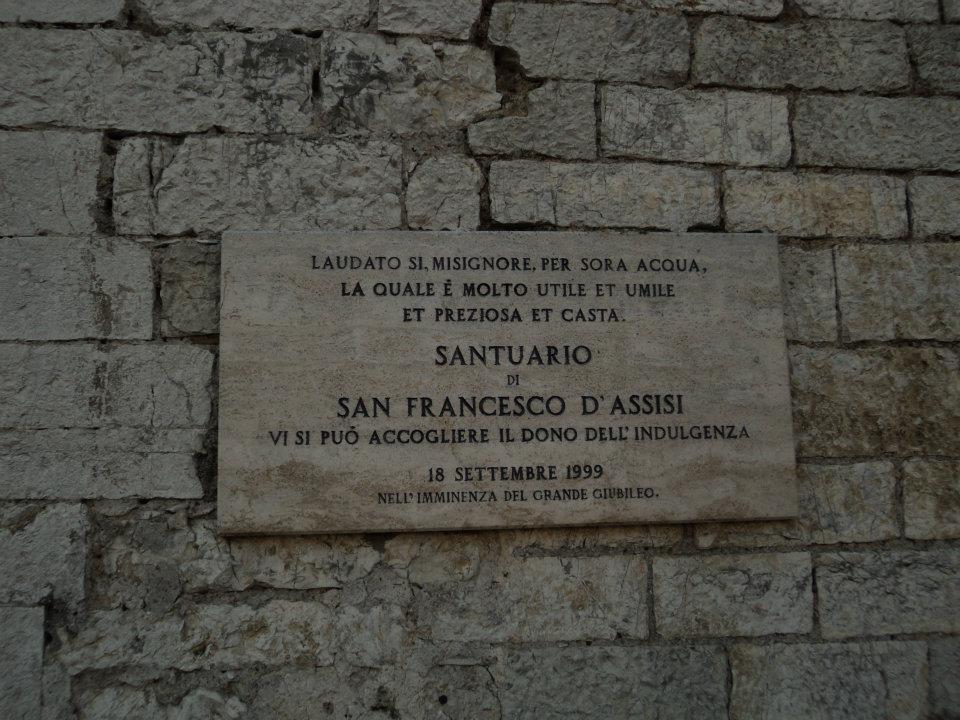 LAUDATO SI, MISIGNORE, PER SORA ACQUA,
LA QUALE È MOLTO UTILE ET UMILE
ET PREZIOSA ET CASTA.
SANTUARIO
DI
SAN FRANCESCO D'ASSISI
VI SI PUÒ ACCOGLIERE IL DONO DELL'INDULGENZA
18 SETTEMBRE 1999
NELL'IMMINENZA DEL GRANDE GIUBILEO.